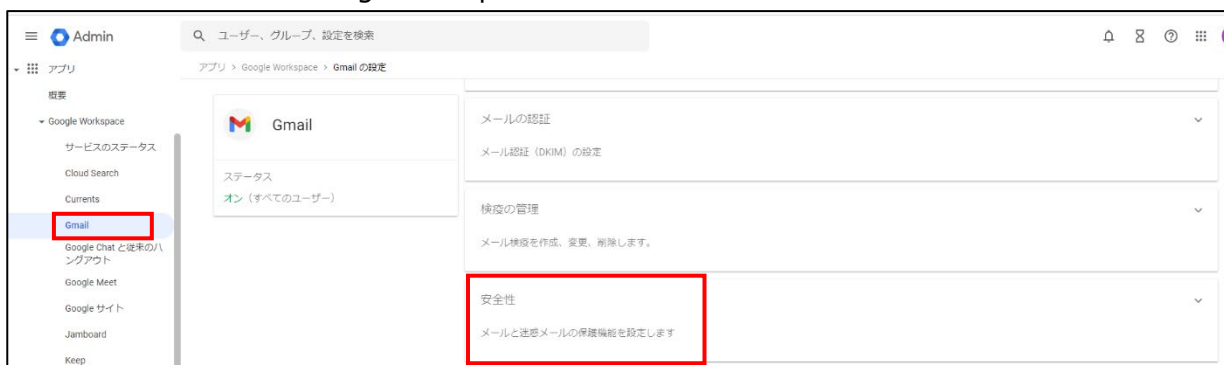 Admin
ユーザー、グループ、設定を検索
アプリ
アプリ > Google Workspace > Gmail の設定
概要
Google Workspace
サービスのステータス
Cloud Search
Currents
Gmail
Google Chat と従来のハ
ングアウト
Google Meet
Google サイト
Jamboard
Keep
Gmail
ステータス
オン（すべてのユーザー）
メールの認証
メール認証（DKIM）の設定
検疫の管理
メール検疫を作成、変更、削除します。
安全性
メールと迷惑メールの保護機能を設定します